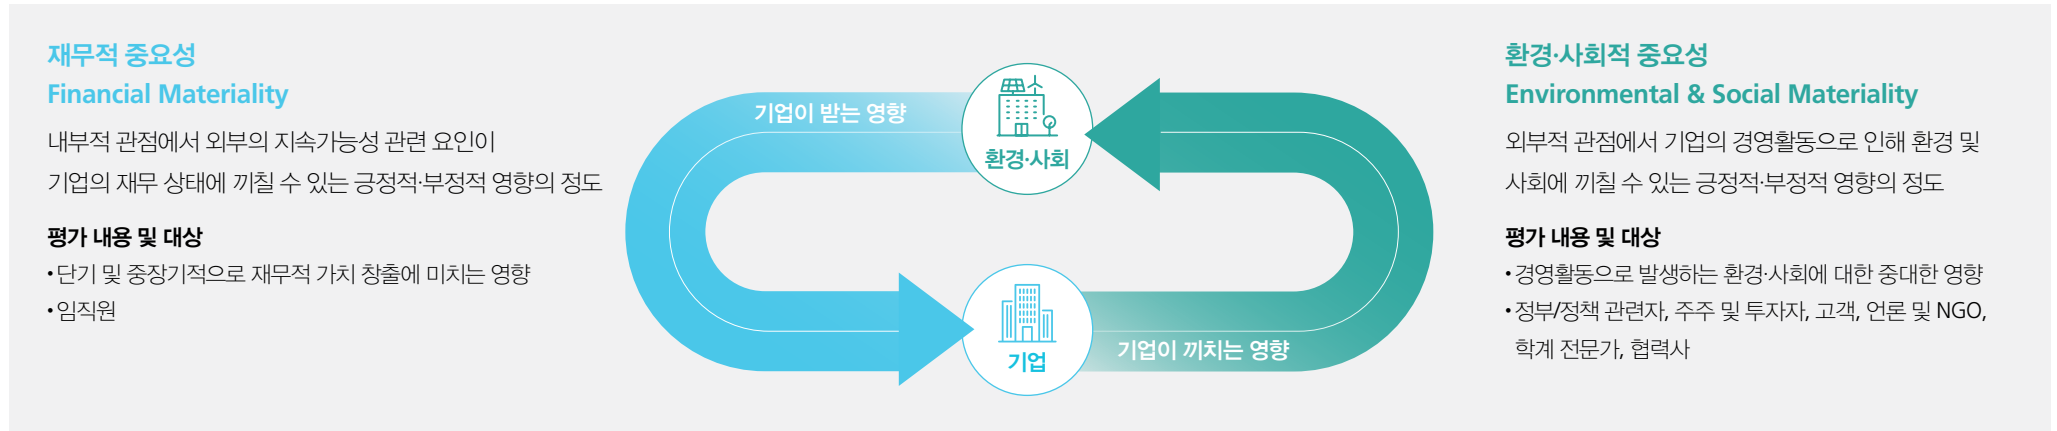 재무적 중요성
Financial Materiality
내부적 관점에서 외부의 지속가능성 관련 요인이
기업의 재무 상태에 끼칠 수 있는 긍정적·부정적 영향의 정도
평가 내용 및 대상
•단기 및 중장기적으로 재무적 가치 창출에 미치는 영향
•임직원
기업이 받는 영향
환경·사회
기업
기업이 끼치는 영향
환경·사회적 중요성
Environmental & Social Materiality
외부적 관점에서 기업의 경영활동으로 인해 환경 및
사회에 끼칠 수 있는 긍정적·부정적 영향의 정도
평가 내용 및 대상
•경영활동으로 발생하는 환경·사회에 대한 중대한 영향
•정부/정책 관련자, 주주 및 투자자, 고객, 언론 및 NGO,
학계 전문가, 협력사